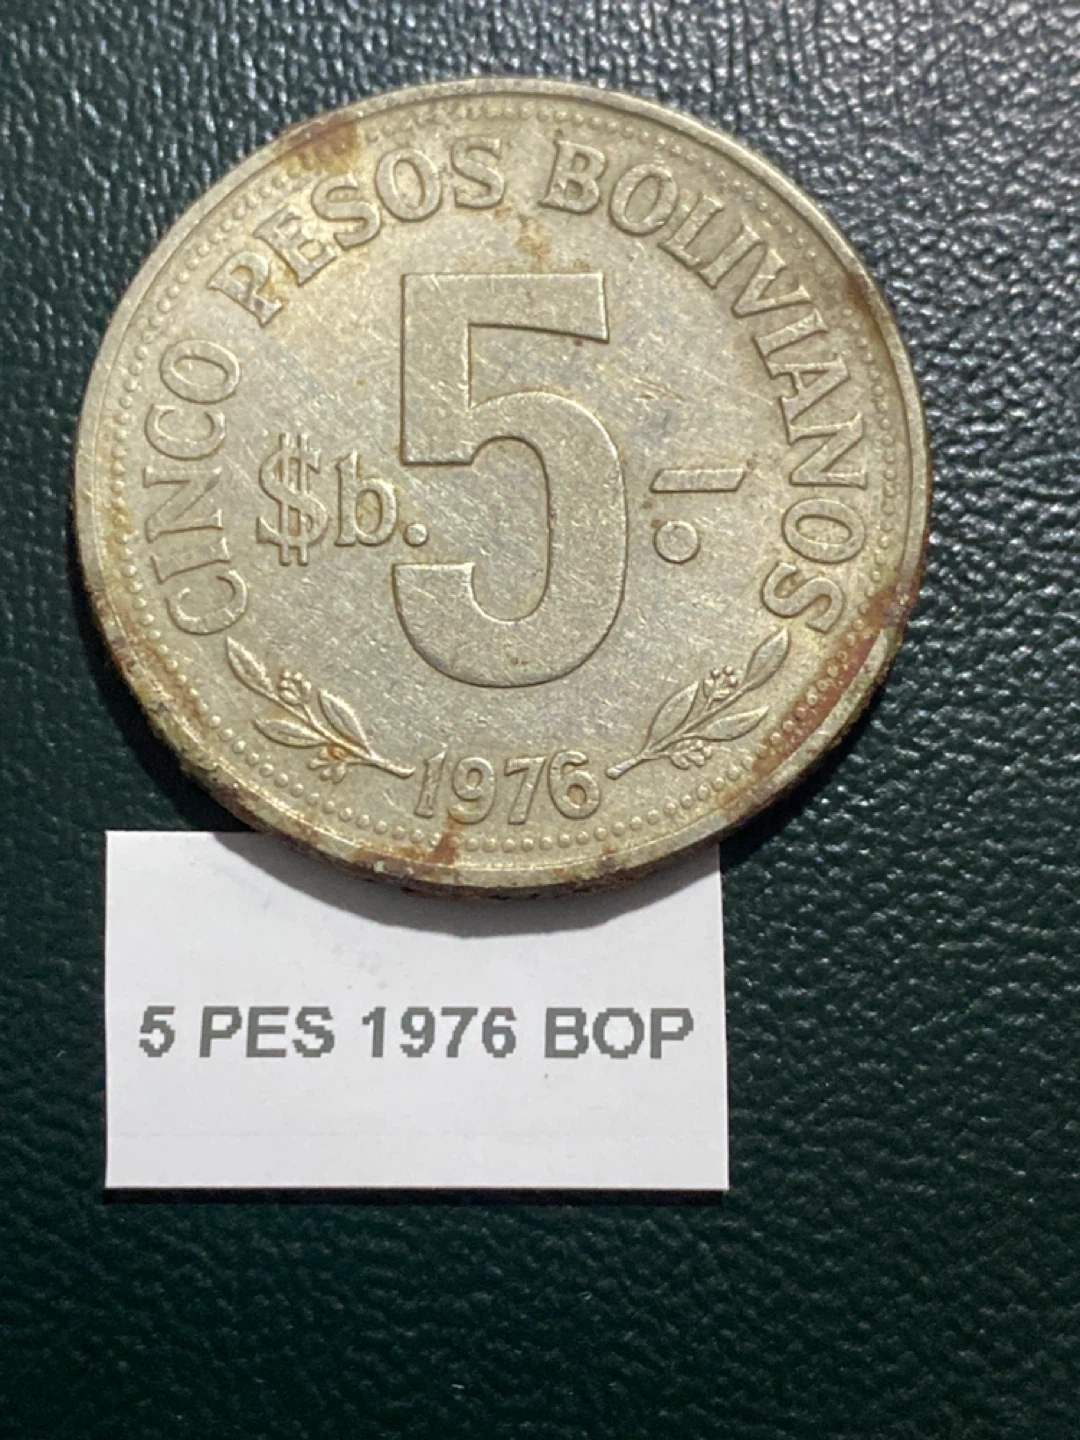 CINCO PESOS BOLIVIANOS
$b. 5.-
1976
5 PES 1976 BOP